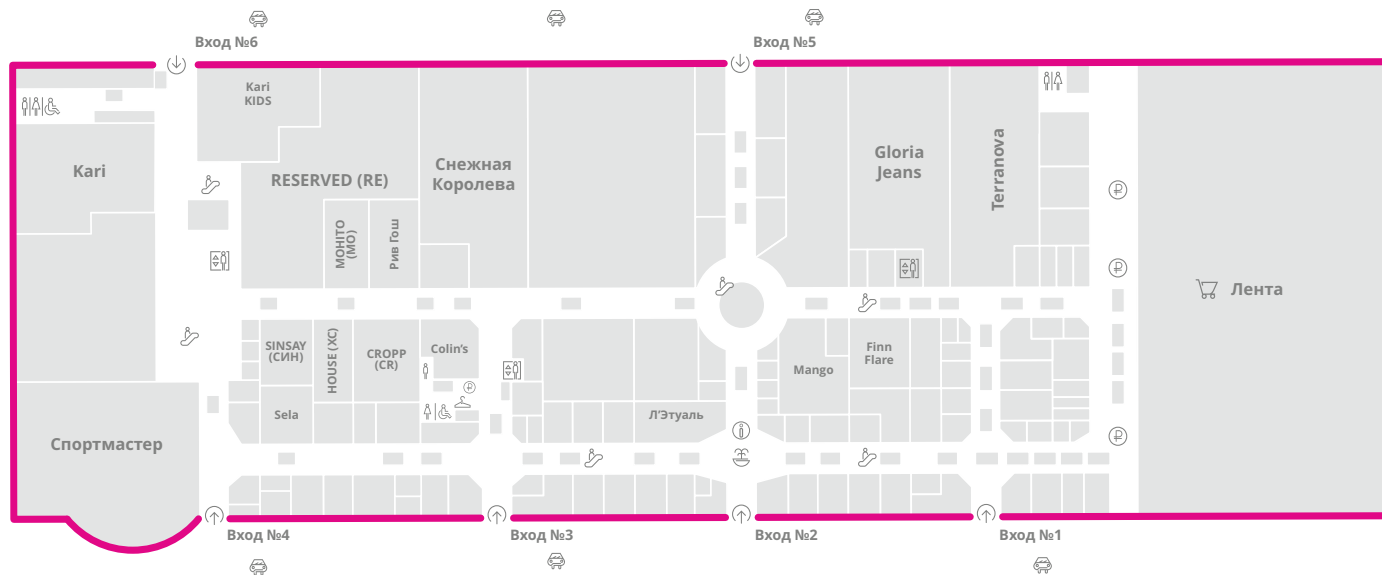 Вход №6
Вход №5
Kari
KIDS
Kari
RESERVED (RE)
Снежная
Королева
MOHITO
(MO)
Рив Гош
Gloria
Jeans
Terranova
Лента
SINSAY
(СИН)
HOUSE (XC)
CROPP
(CR)
Colin's
Sela
Л'Этуаль
Mango
Finn
Flare
Спортмастер
Вход №4
Вход №3
Вход №2
Вход №1